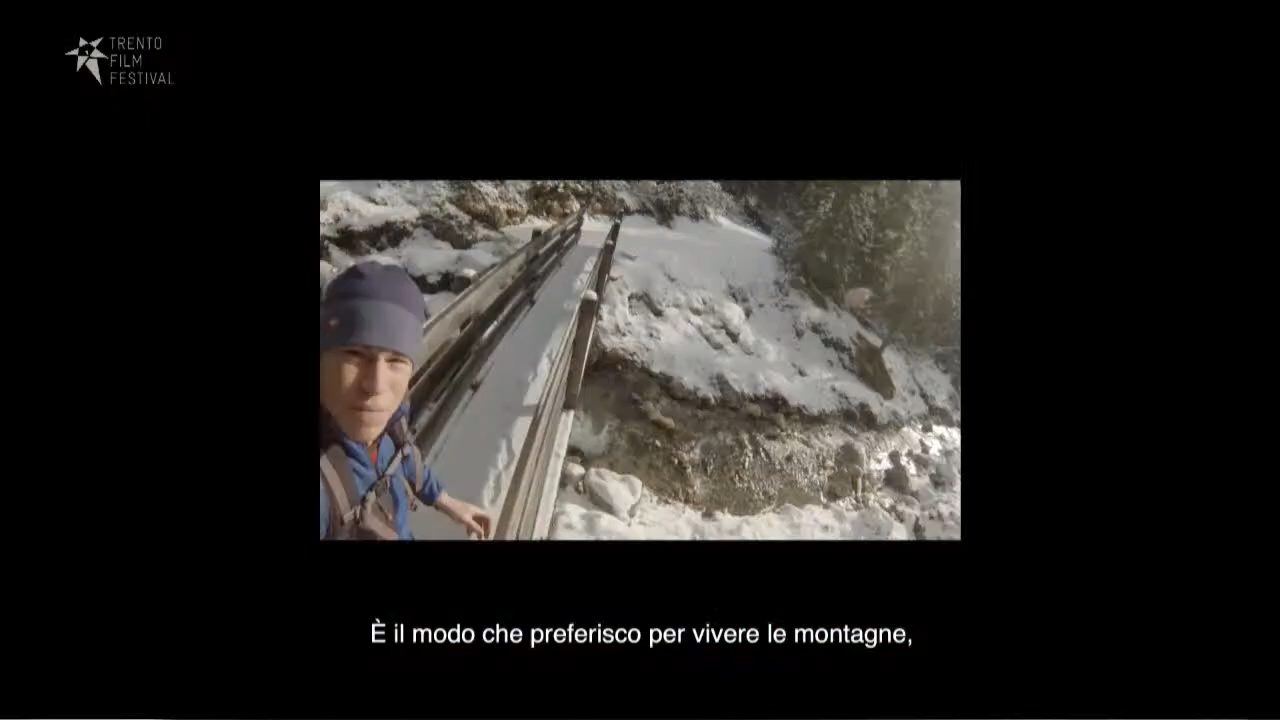 TRENTO
FILM
FESTIVAL
È il modo che preferisco per vivere le montagne,